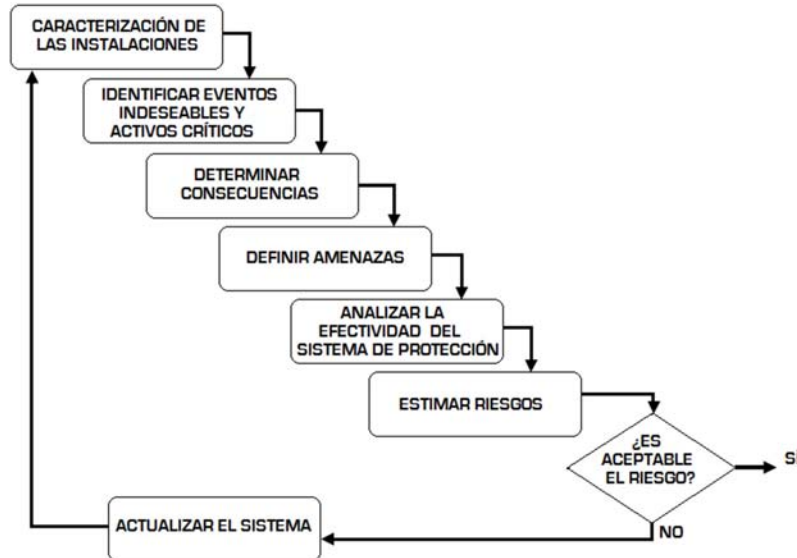 CARACTERIZACIÓN DE
LAS INSTALACIONES
IDENTIFICAR EVENTOS
INDESEABLES Y
ACTIVOS CRÍTICOS
DETERMINAR
CONSECUENCIAS
DEFINIR AMENAZAS
ANALIZAR LA
EFECTIVIDAD DEL
SISTEMA DE PROTECCIÓN
ESTIMAR RIESGOS
¿ES
ACEPTABLE
EL RIESGO?
SÍ
NO
ACTUALIZAR EL SISTEMA